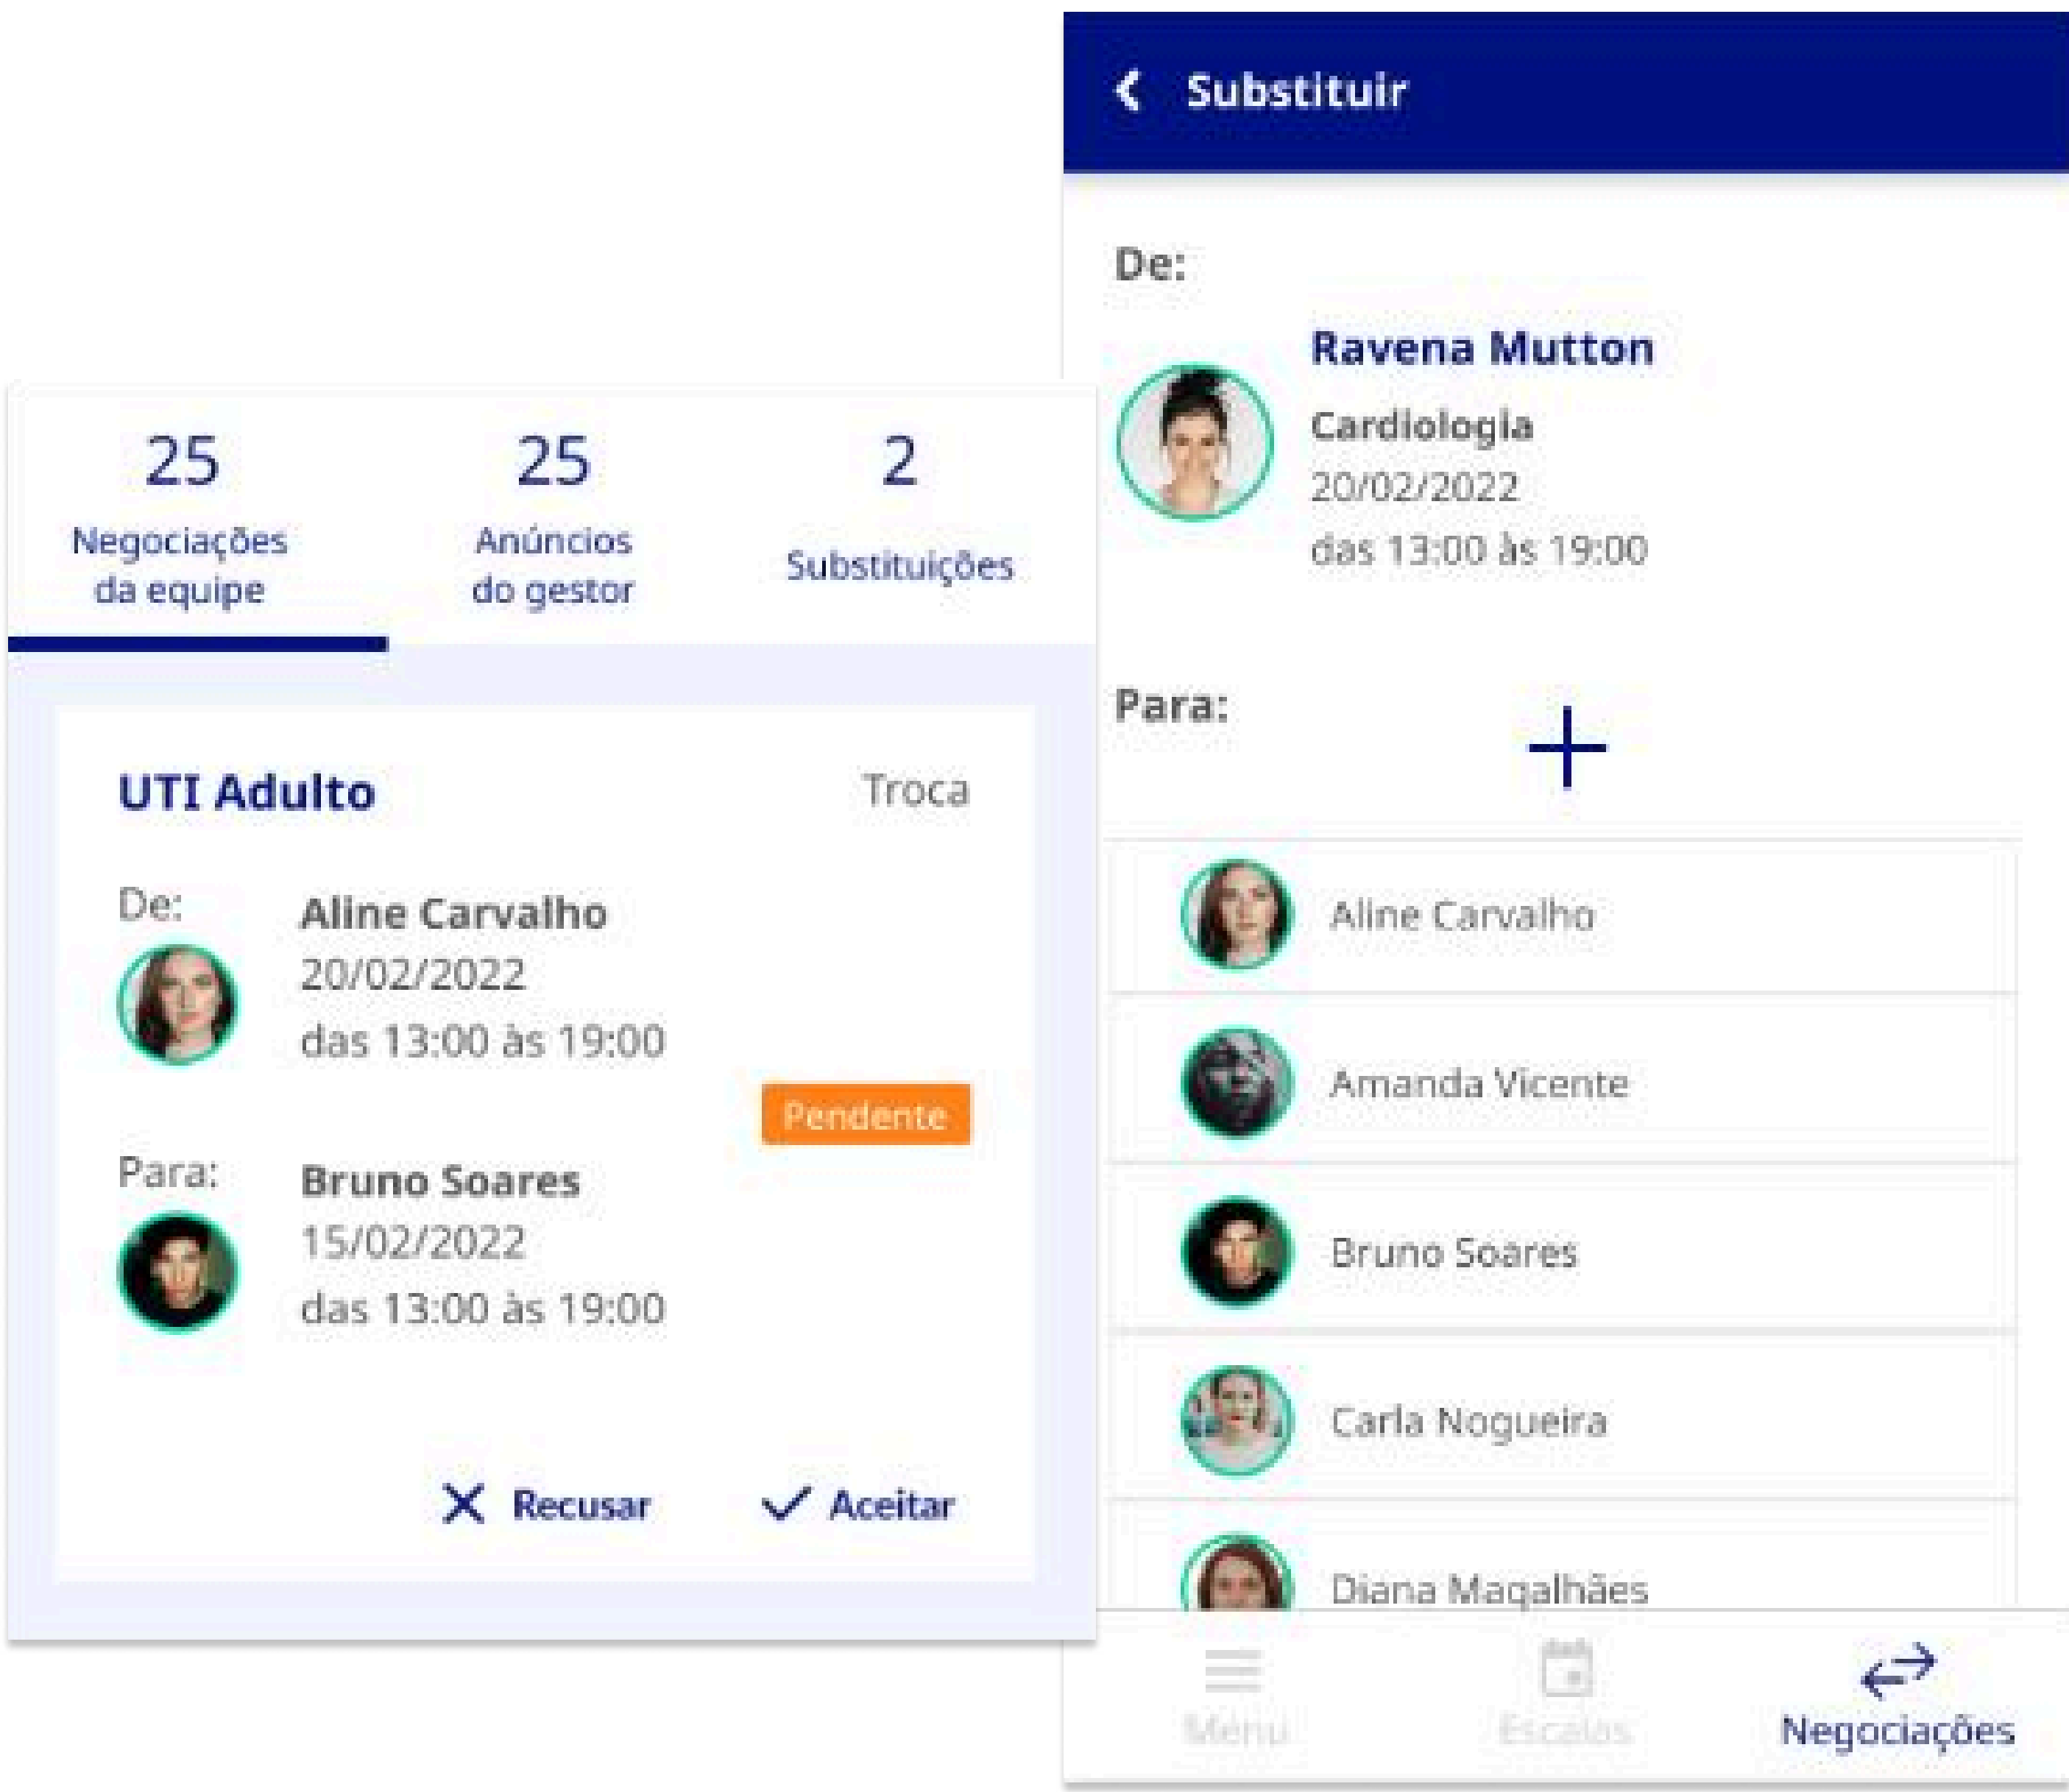 25
Negociações
da equipe
25
Anúncios
do gestor
2
Substituições
UTI Adulto
Troca
De:
Aline Carvalho
20/02/2022
das 13:00 às 19:00
Pendente
Para:
Bruno Soares
15/02/2022
das 13:00 às 19:00
Recusar
Aceitar
Substituir
De:
Ravena Mutton
Cardiologia
20/02/2022
das 13:00 às 19:00
Para:
Aline Carvalho
Amanda Vicente
Bruno Soares
Carla Nogueira
Diana Magalhães
Menu
Escalas
Negociações